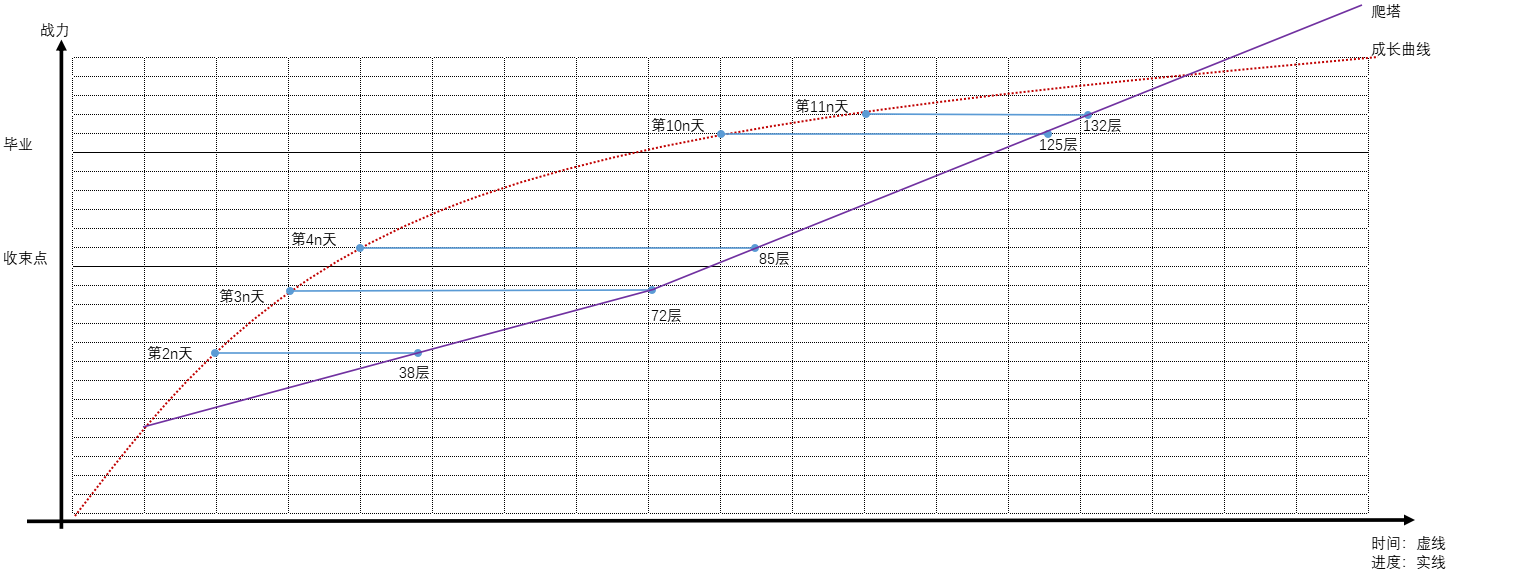 爬塔
战力
成长曲线
第11n天
第10n天
132层
毕业
125层
第4n天
收束点
85层
第3n天
72层
第2n天
38层
时间：虚线
进度：实线